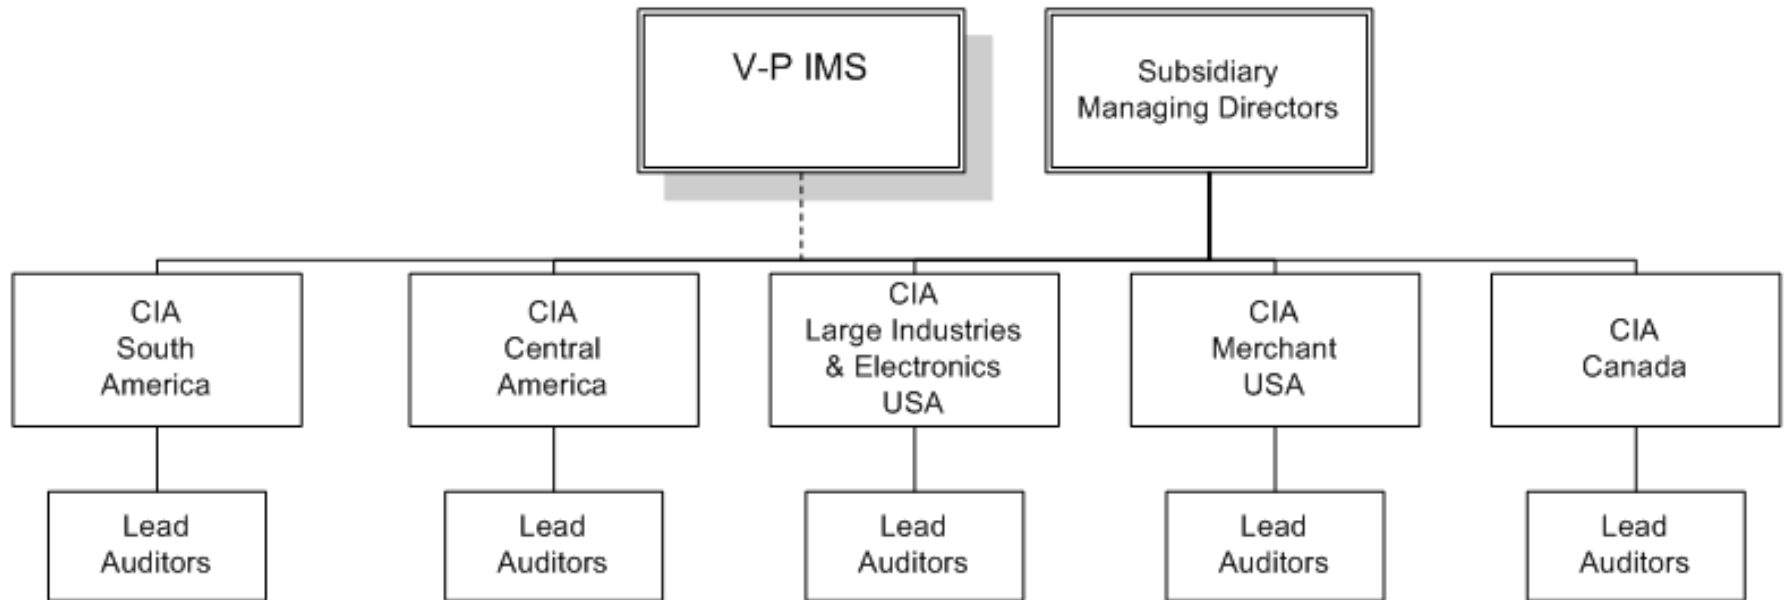 V-P IMS
Subsidiary
Managing Directors
CIA
South
America
CIA
Central
America
CIA
Large Industries
& Electronics
USA
CIA
Merchant
USA
CIA
Canada
Lead
Auditors
Lead
Auditors
Lead
Auditors
Lead
Auditors
Lead
Auditors